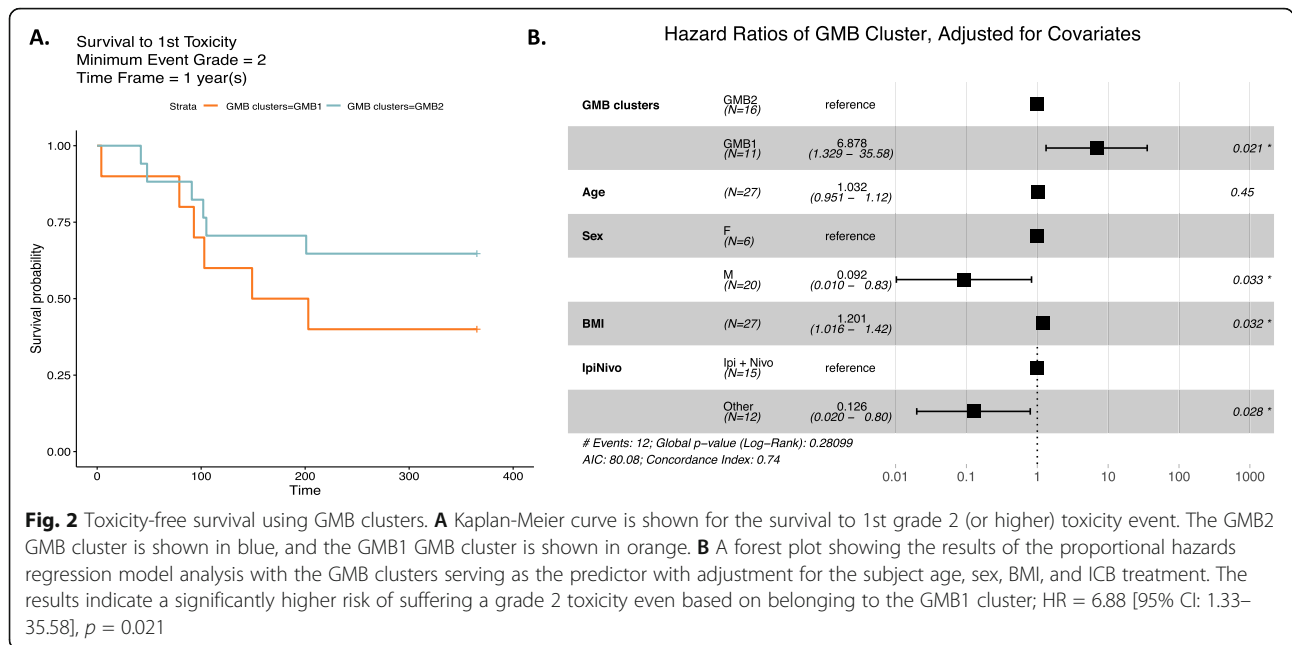 A.
Survival to 1st Toxicity
Minimum Event Grade = 2
Time Frame = 1 year(s)
Strata GMB clusters=GMB1 GMB clusters=GMB2
Survival probability
1.00
0.75
0.50
0.25
0.00
0 100 200 300 400
Time
B.
Hazard Ratios of GMB Cluster, Adjusted for Covariates
GMB clusters GMB2 reference
(N=16)
GMB1 6.878
(N=11) (1.329 − 35.58) 0.021 *
Age (N=27) 1.032 0.45
(0.951 − 1.12)
Sex F reference
(N=6)
M 0.092
(N=20) (0.010 − 0.83) 0.033 *
BMI (N=27) 1.201 0.032 *
(1.016 − 1.42)
IpiNivo Ipi + Nivo reference
(N=15)
Other 0.126
(N=12) (0.020 − 0.80) 0.028 *
# Events: 12; Global p−value (Log−Rank): 0.28099
AIC: 80.08; Concordance Index: 0.74
0.01 0.1 1 10 100 1000
Fig. 2 Toxicity-free survival using GMB clusters. A Kaplan-Meier curve is shown for the survival to 1st grade 2 (or higher) toxicity event. The GMB2
GMB cluster is shown in blue, and the GMB1 GMB cluster is shown in orange. B A forest plot showing the results of the proportional hazards
regression model analysis with the GMB clusters serving as the predictor with adjustment for the subject age, sex, BMI, and ICB treatment. The
results indicate a significantly higher risk of suffering a grade 2 toxicity even based on belonging to the GMB1 cluster; HR = 6.88 [95% CI: 1.33–
35.58], p = 0.021